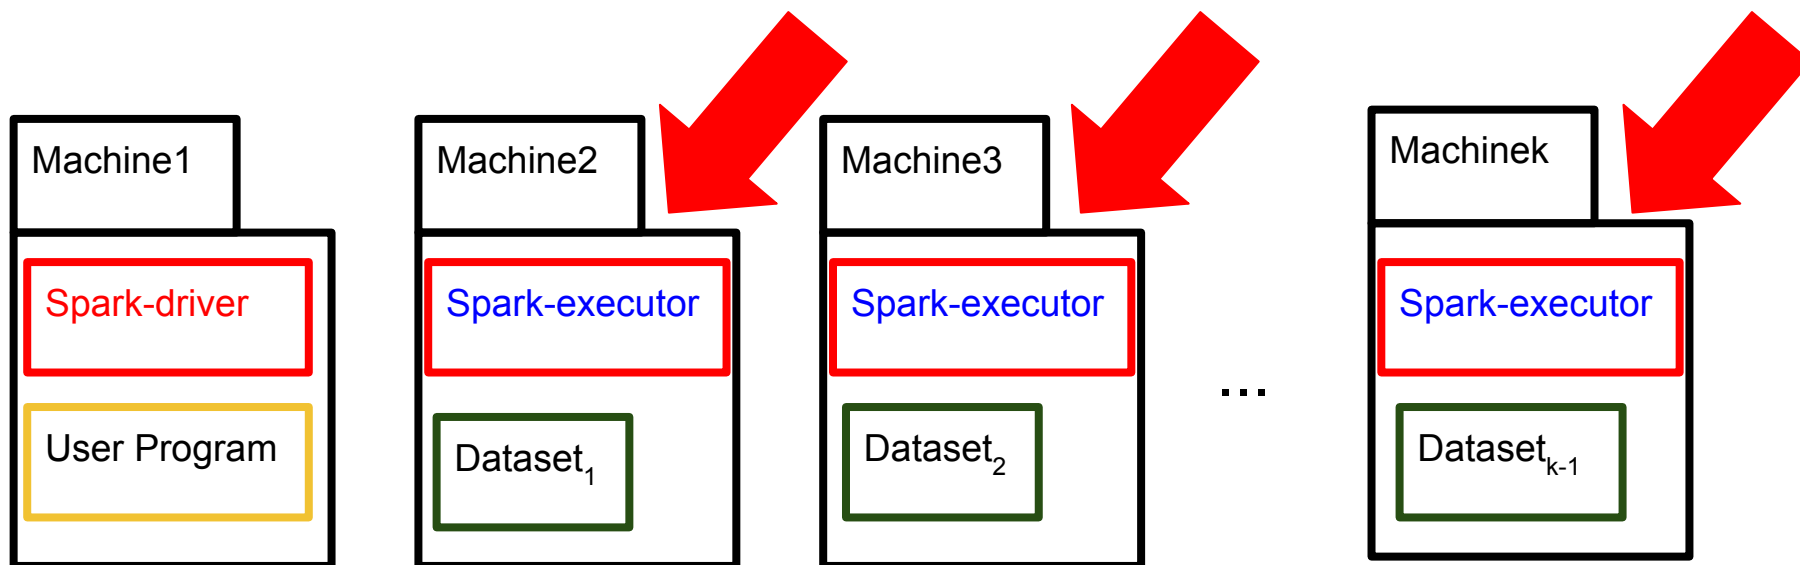 Machine1
Spark-driver
User Program
Machine2
Spark-executor
Dataset1
Machine3
Spark-executor
Dataset2
...
Machinek
Spark-executor
Datasetk-1